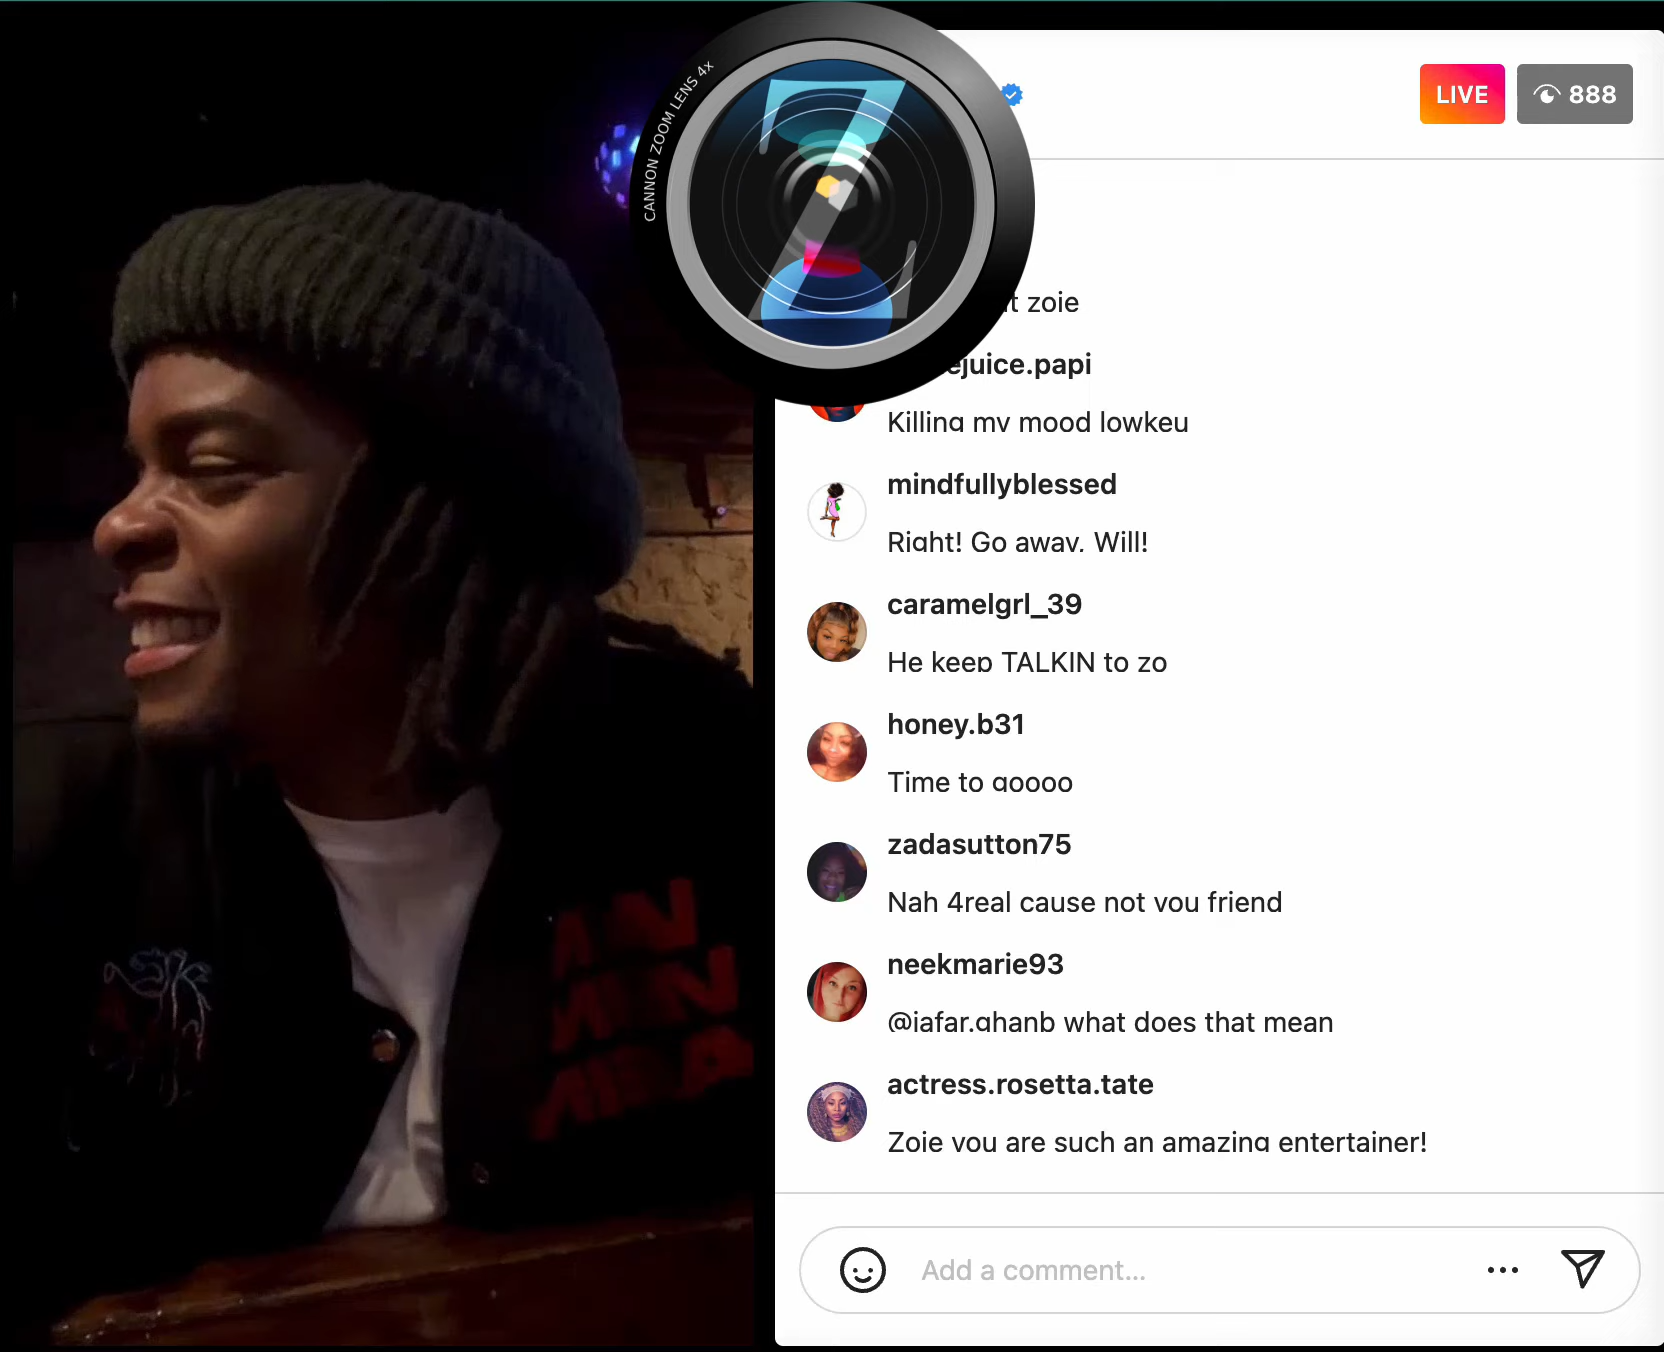 CANNON ZOOM LENS 4x
Z
LIVE
888
zoie
ejuice.papi
Killing my mood lowkeu
mindfullyblessed
Right! Go away. Will!
caramelgrl_39
He keep TALKIN to zo
honey.b31
Time to goooo
zadasutton75
Nah 4real cause not you friend
neekmarie93
@jafar.ghanb what does that mean
actress.rosetta.tate
Zoie you are such an amazing entertainer!
Add a comment...